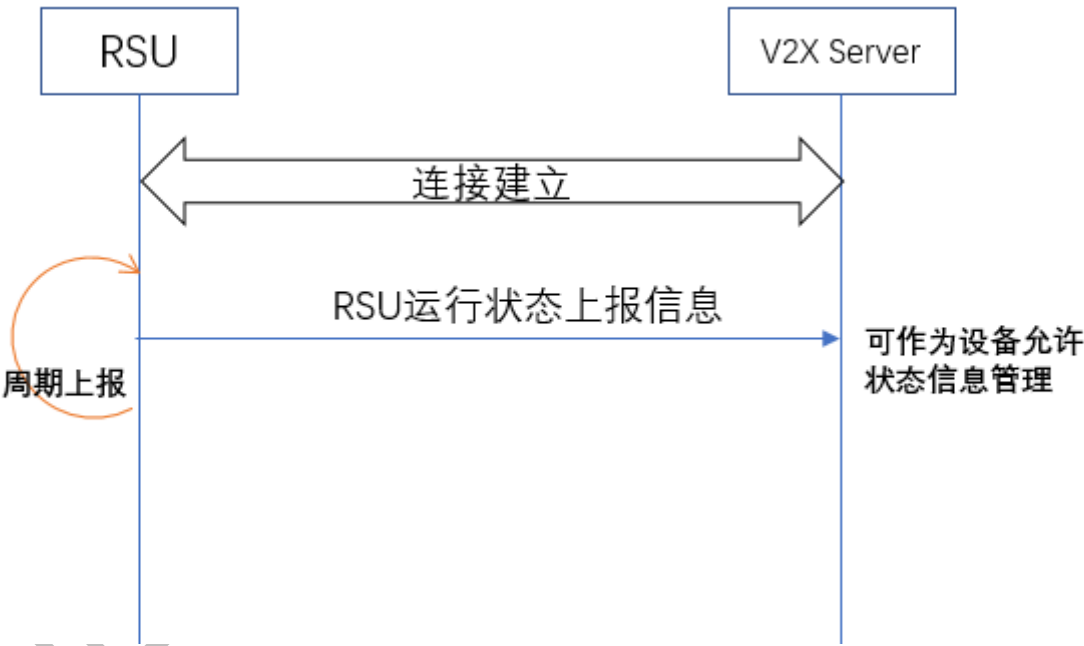 RSU
V2X Server
连接建立
RSU运行状态上报信息
可作为设备允许
状态信息管理
周期上报